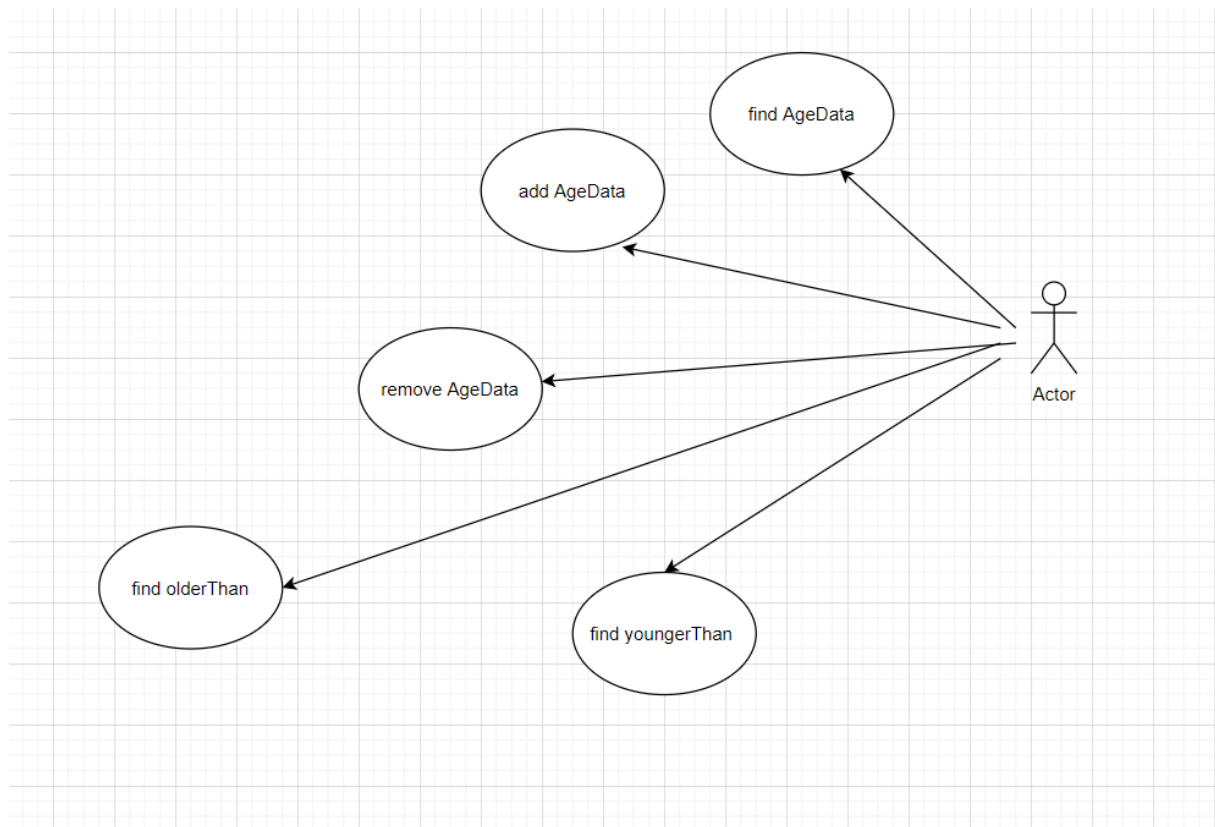 find AgeData
add AgeData
remove AgeData
Actor
find olderThan
find youngerThan